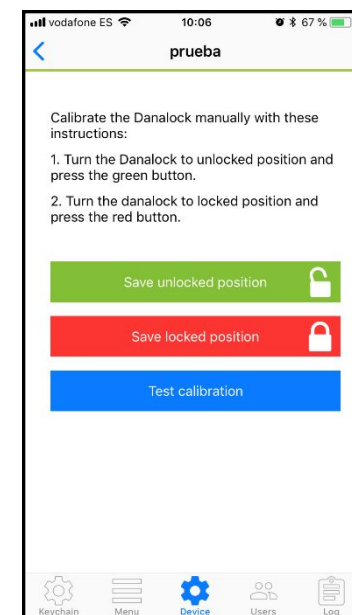 vodafone ES 10:06 67 %
prueba
Calibrate the Danalock manually with these
instructions:
1. Turn the Danalock to unlocked position and
press the green button.
2. Turn the danalock to locked position and
press the red button.
Save unlocked position
Save locked position
Test calibration
Keychain Menu Device Users Log